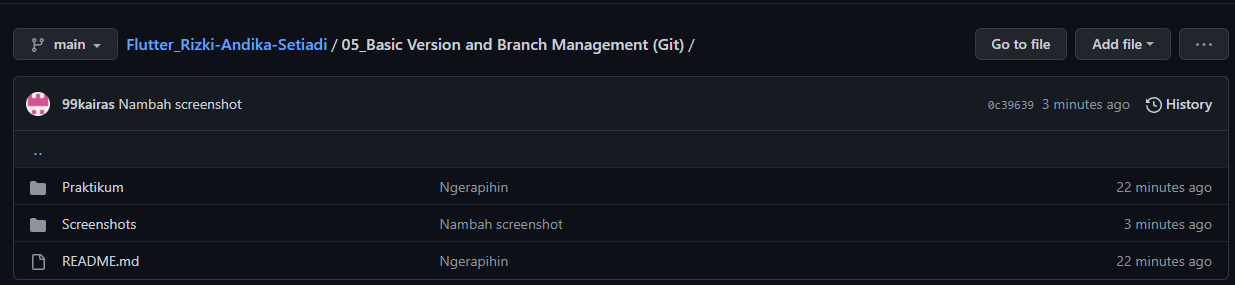 main Flutter_Rizki-Andika-Setiadi / 05_Basic Version and Branch Management (Git) / Go to file Add file ...
99kairas Nambah screenshot 0c39639 3 minutes ago History
..
Praktikum Ngerapihin 22 minutes ago
Screenshots Nambah screenshot 3 minutes ago
README.md Ngerapihin 22 minutes ago